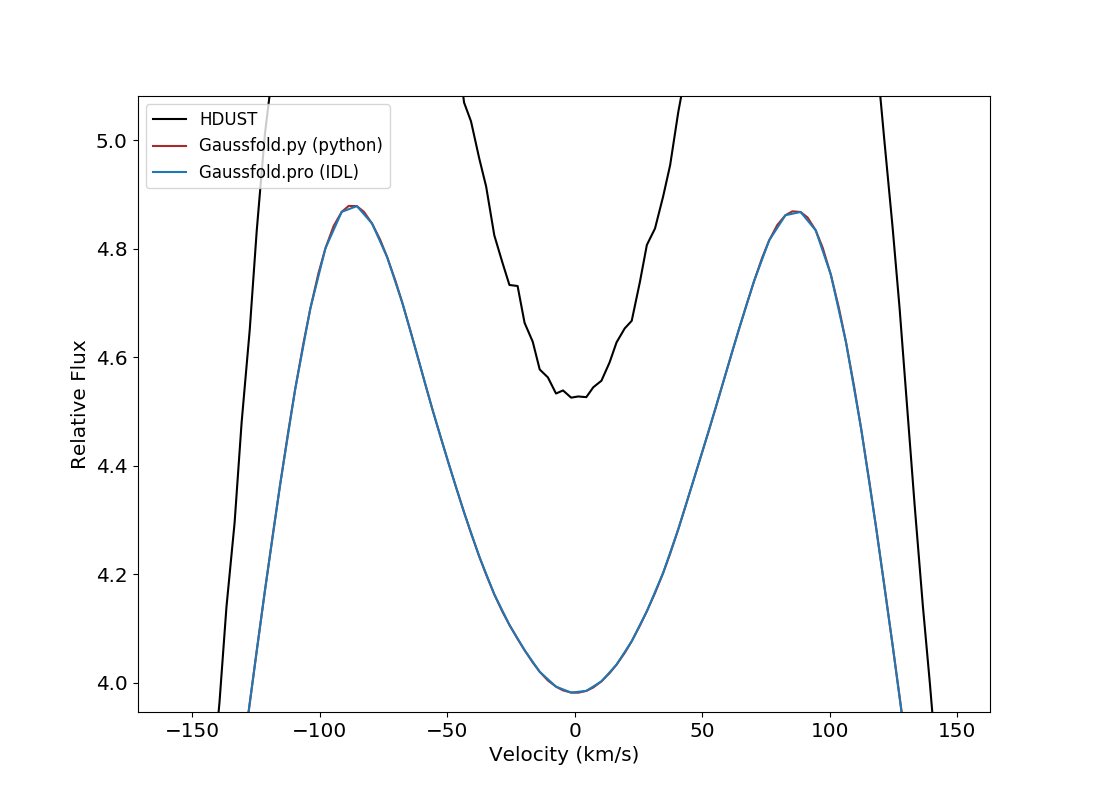 HDUST
Gaussfold.py (python)
Gaussfold.pro (IDL)
5.0
4.8
4.6
4.4
4.2
4.0
Relative Flux
−150
−100
−50
0
50
100
150
Velocity (km/s)